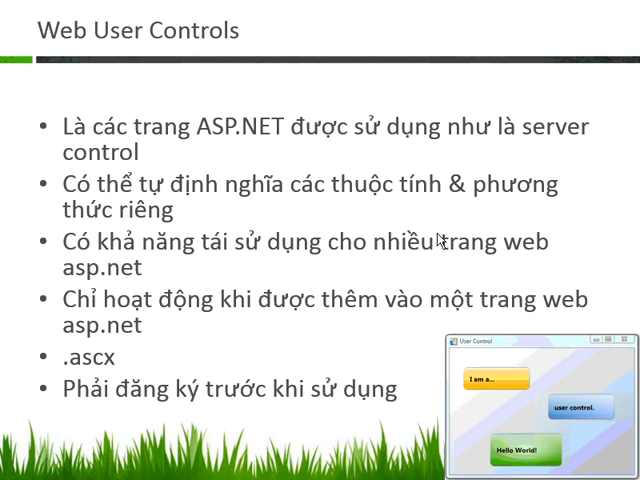 Web User Controls
• Là các trang ASP.NET được sử dụng như là server
control
• Có thể tự định nghĩa các thuộc tính & phương
thức riêng
• Có khả năng tái sử dụng cho nhiều trang web
asp.net
• Chỉ hoạt động khi được thêm vào một trang web
asp.net
• .ascx
• Phải đăng ký trước khi sử dụng
User Control
I am a...
user control.
Hello World!